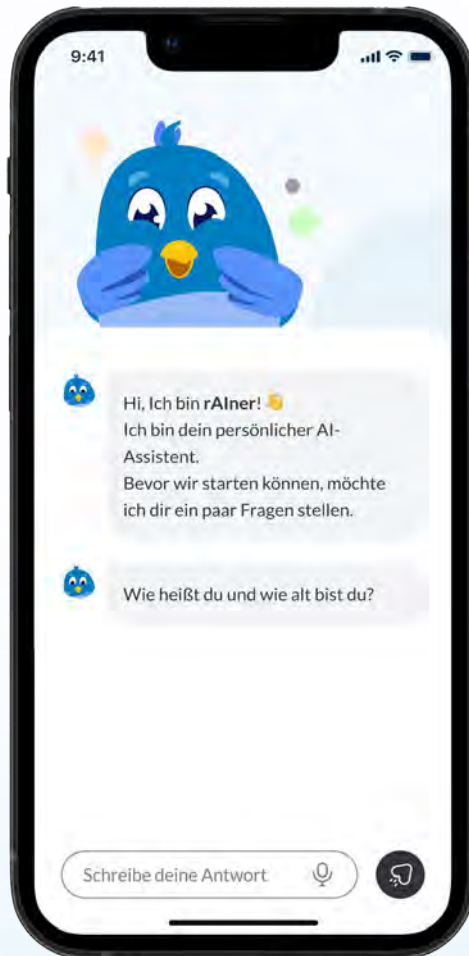 9:41
Hi, Ich bin rAIner! 👋
Ich bin dein persönlicher AI-
Assistent.
Bevor wir starten können, möchte
ich dir ein paar Fragen stellen.
Wie heißt du und wie alt bist du?
Schreibe deine Antwort